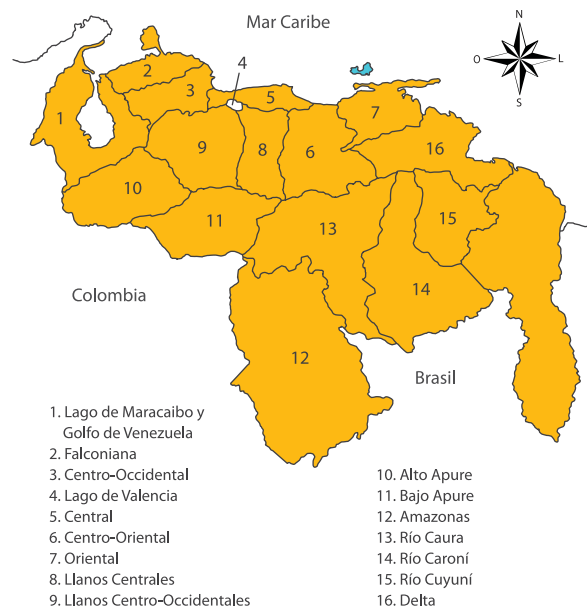 Mar Caribe
N
O
L
S
4
2
3
5
1
7
9
8
6
16
10
11
13
15
Colombia
14
12
Brasil
1. Lago de Maracaibo y
Golfo de Venezuela
2. Falconiana
3. Centro-Occidental
4. Lago de Valencia
5. Central
6. Centro-Oriental
7. Oriental
8. Llanos Centrales
9. Llanos Centro-Occidentales
10. Alto Apure
11. Bajo Apure
12. Amazonas
13. Río Caura
14. Río Caroní
15. Río Cuyuní
16. Delta